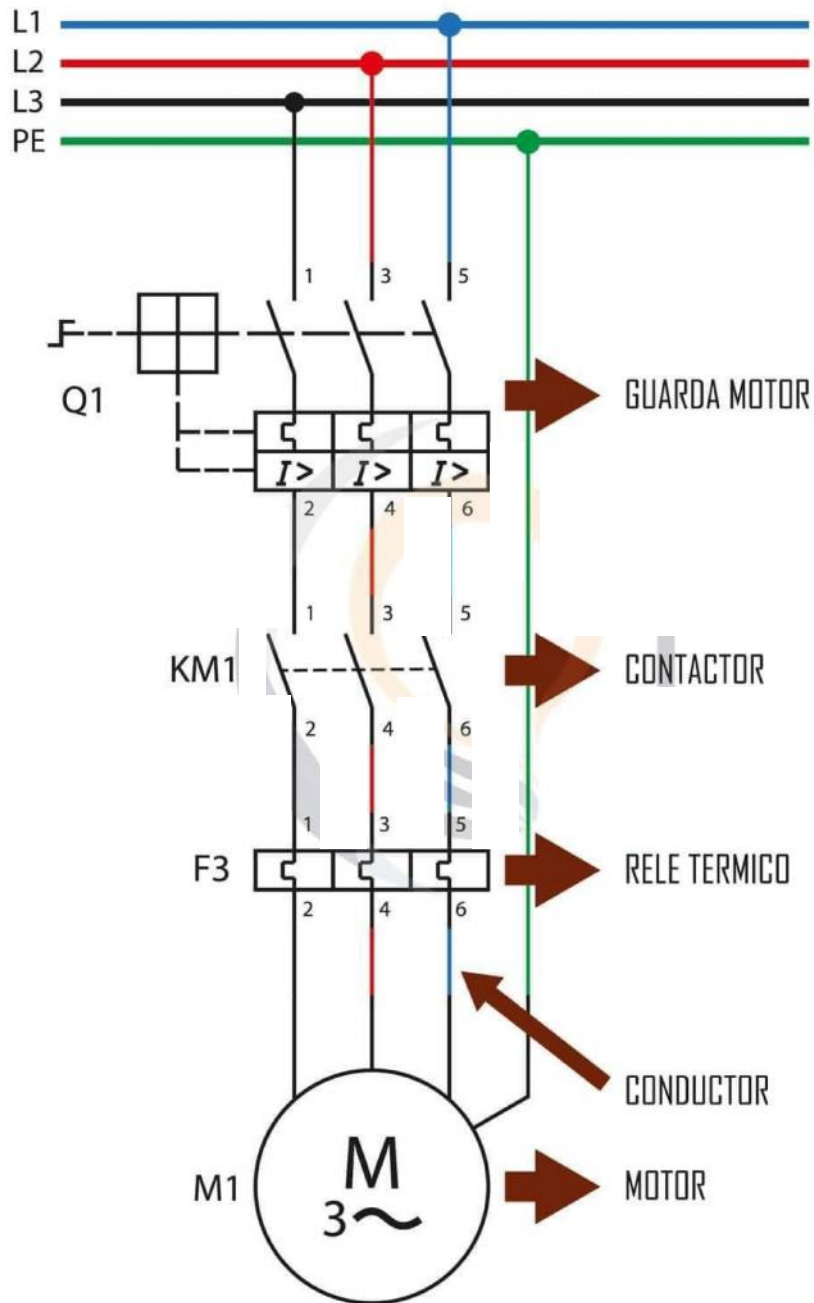 L1
L2
L3
PE
1 3 5
Q1
GUARDA MOTOR
I> I> I>
2 4 6
1 3 5
KM1
CONTACTOR
2 4 6
1 3 5
F3
RELE TERMICO
2 4 6
CONDUCTOR
M
M1
MOTOR
3~